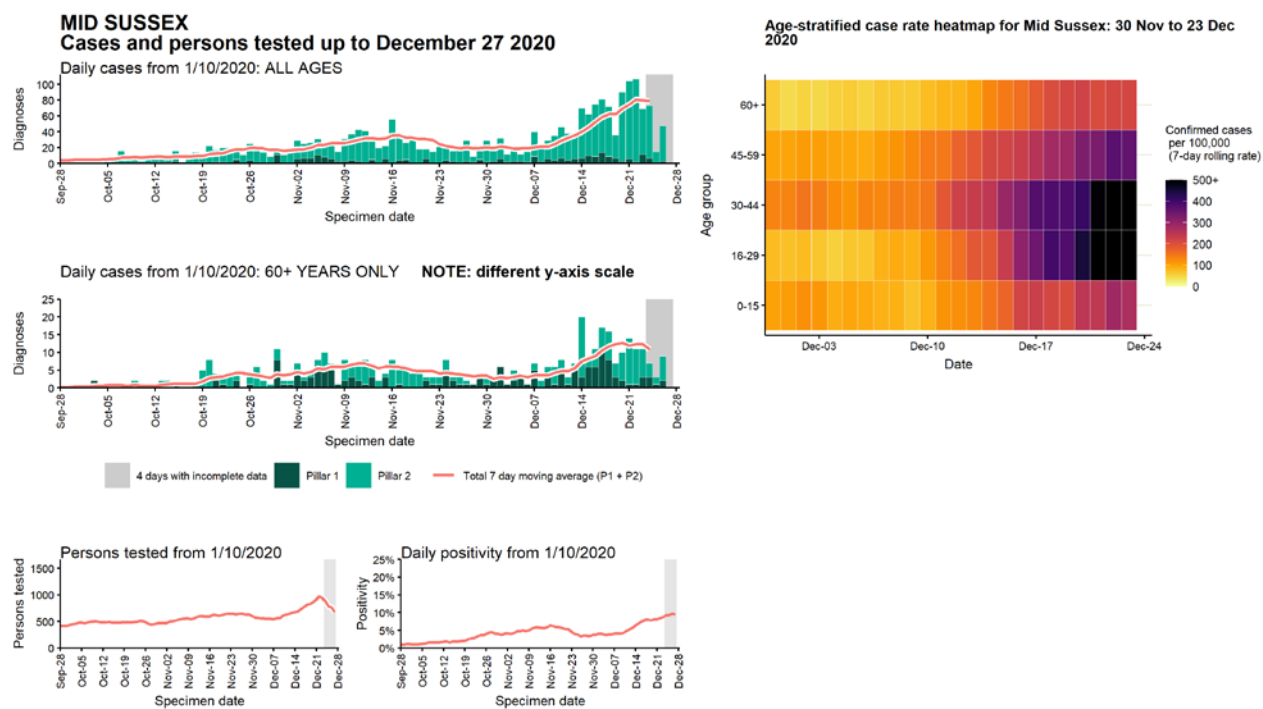 MID SUSSEX
Cases and persons tested up to December 27 2020
Daily cases from 1/10/2020: ALL AGES
Diagnoses
100
80
60
40
20
0
Sep-28
Oct-05
Oct-12
Oct-19
Oct-26
Nov-02
Nov-09
Nov-16
Nov-23
Nov-30
Dec-07
Dec-14
Dec-21
Dec-28
Specimen date
Daily cases from 1/10/2020: 60+ YEARS ONLY NOTE: different y-axis scale
Diagnoses
25
20
15
10
5
0
Sep-28
Oct-05
Oct-12
Oct-19
Oct-26
Nov-02
Nov-09
Nov-16
Nov-23
Nov-30
Dec-07
Dec-14
Dec-21
Dec-28
Specimen date
4 days with incomplete data Pillar 1 Pillar 2 Total 7 day moving average (P1 + P2)
Persons tested from 1/10/2020
Persons tested
1500
1000
500
0
Sep-28
Oct-05
Oct-12
Oct-19
Oct-26
Nov-02
Nov-09
Nov-16
Nov-23
Nov-30
Dec-07
Dec-14
Dec-21
Dec-28
Specimen date
Daily positivity from 1/10/2020
Positivity
25%
20%
15%
10%
5%
0%
Sep-28
Oct-05
Oct-12
Oct-19
Oct-26
Nov-02
Nov-09
Nov-16
Nov-23
Nov-30
Dec-07
Dec-14
Dec-21
Dec-28
Specimen date
Age-stratified case rate heatmap for Mid Sussex: 30 Nov to 23 Dec
2020
Age group
60+
45-59
30-44
16-29
0-15
Dec-03
Dec-10
Dec-17
Dec-24
Date
Confirmed cases
per 100,000
(7-day rolling rate)
500+
400
300
200
100
0